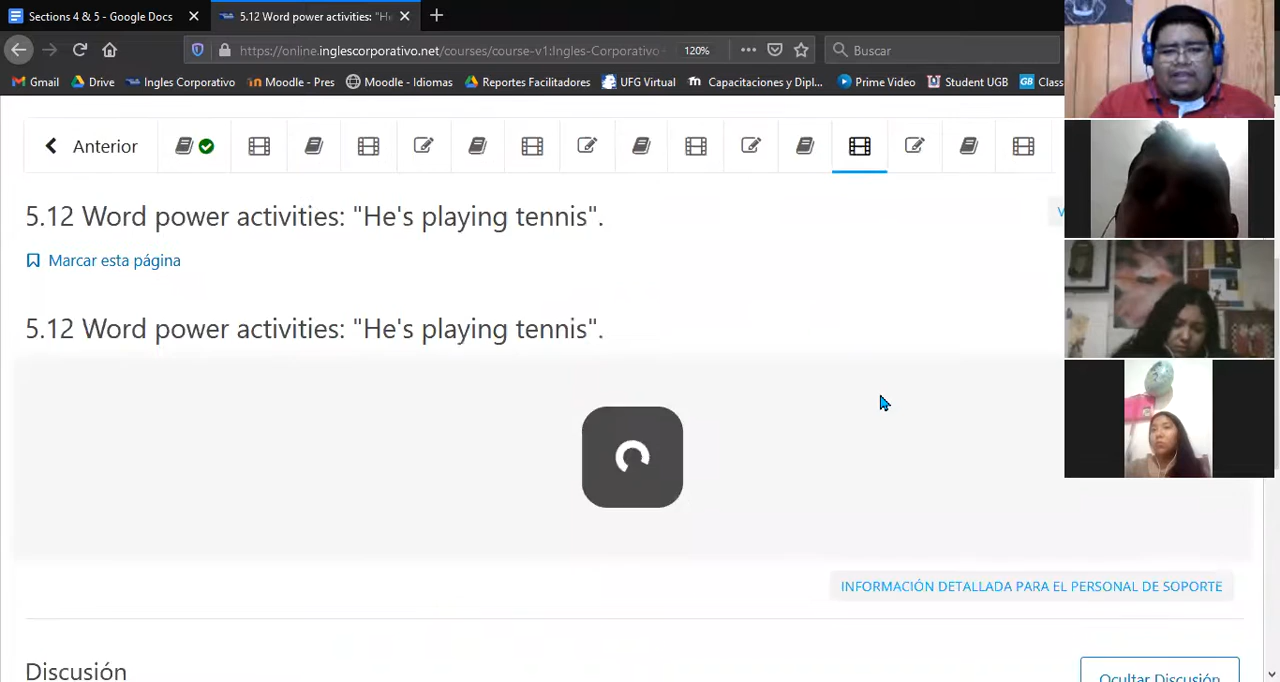 Sections 4 & 5 - Google Docs
5.12 Word power activities: "He
https://online.inglescorporativo.net/courses/course-v1:Ingles-Corporativo
120%
Buscar
Gmail
Drive
Ingles Corporativo
Moodle - Pres
Moodle - Idiomas
Reportes Facilitadores
UFG Virtual
Capacitaciones y Dipl...
Prime Video
Student UGB
GB Class
Anterior
5.12 Word power activities: "He's playing tennis".
V
Marcar esta página
5.12 Word power activities: "He's playing tennis".
INFORMACIÓN DETALLADA PARA EL PERSONAL DE SOPORTE
Discusión
Ocultar Discusión